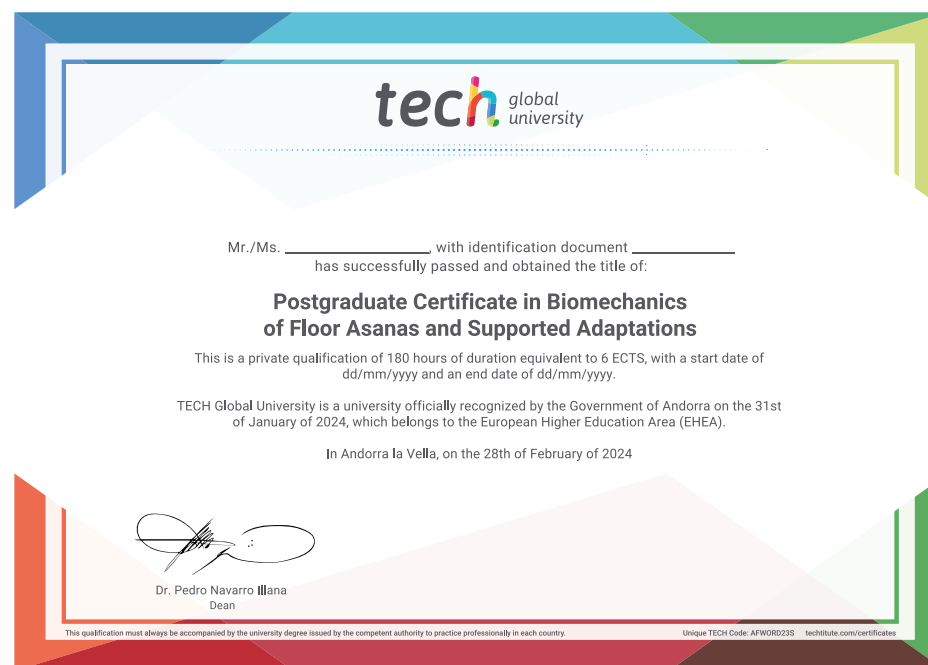 tech global university
Mr./Ms. ________________, with identification document ____________
has successfully passed and obtained the title of:
Postgraduate Certificate in Biomechanics
of Floor Asanas and Supported Adaptations
This is a private qualification of 180 hours of duration equivalent to 6 ECTS, with a start date of
dd/mm/yyyy and an end date of dd/mm/yyyy.
TECH Global University is a university officially recognized by the Government of Andorra on the 31st
of January of 2024, which belongs to the European Higher Education Area (EHEA).
In Andorra la Vella, on the 28th of February of 2024
Dr. Pedro Navarro Illana
Dean
This qualification must always be accompanied by the university degree issued by the competent authority to practice professionally in each country.
Unique TECH Code: AFWORD23S techtitute.com/certificates